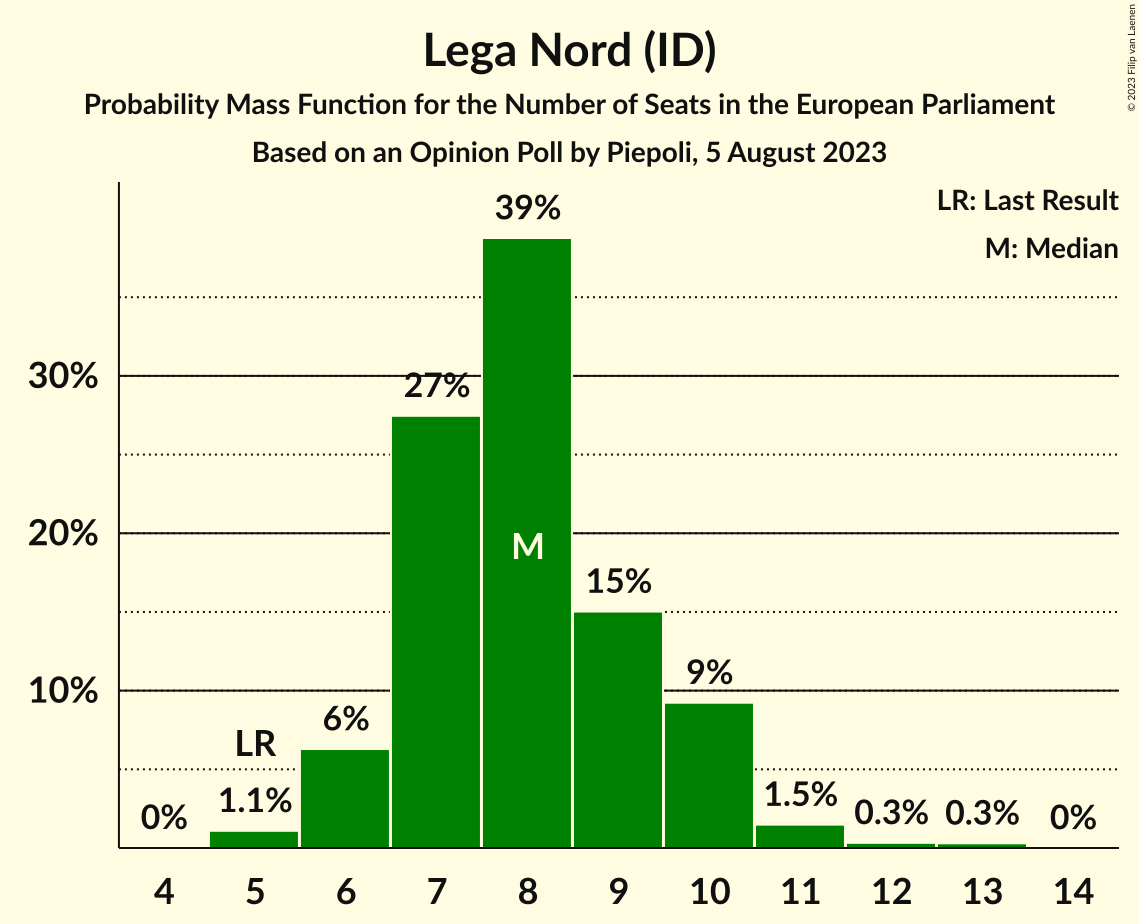 Lega Nord (ID)
Probability Mass Function for the Number of Seats in the European Parliament
Based on an Opinion Poll by Piepoli, 5 August 2023
© 2023 Filip van Laenen
LR: Last Result
M: Median
30%
20%
10%
0%
LR
1.1%
6%
27%
39%
M
15%
9%
1.5%
0.3%
0.3%
0%
4 5 6 7 8 9 10 11 12 13 14